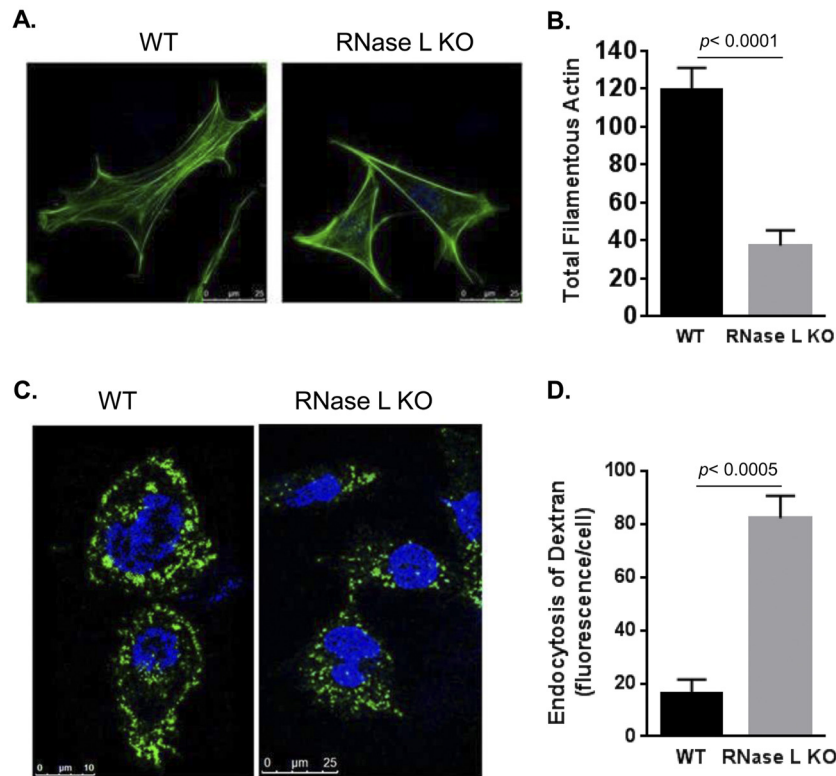 A.
WT
RNase L KO
0 µm 25
0 µm 25
B.
p< 0.0001
140
120
100
80
60
40
20
0
Total Filamentous Actin
WT
RNase L KO
C.
WT
RNase L KO
0 µm 10
0 µm 25
D.
p< 0.0005
100
80
60
40
20
0
Endocytosis of Dextran
(fluorescence/cell)
WT
RNase L KO